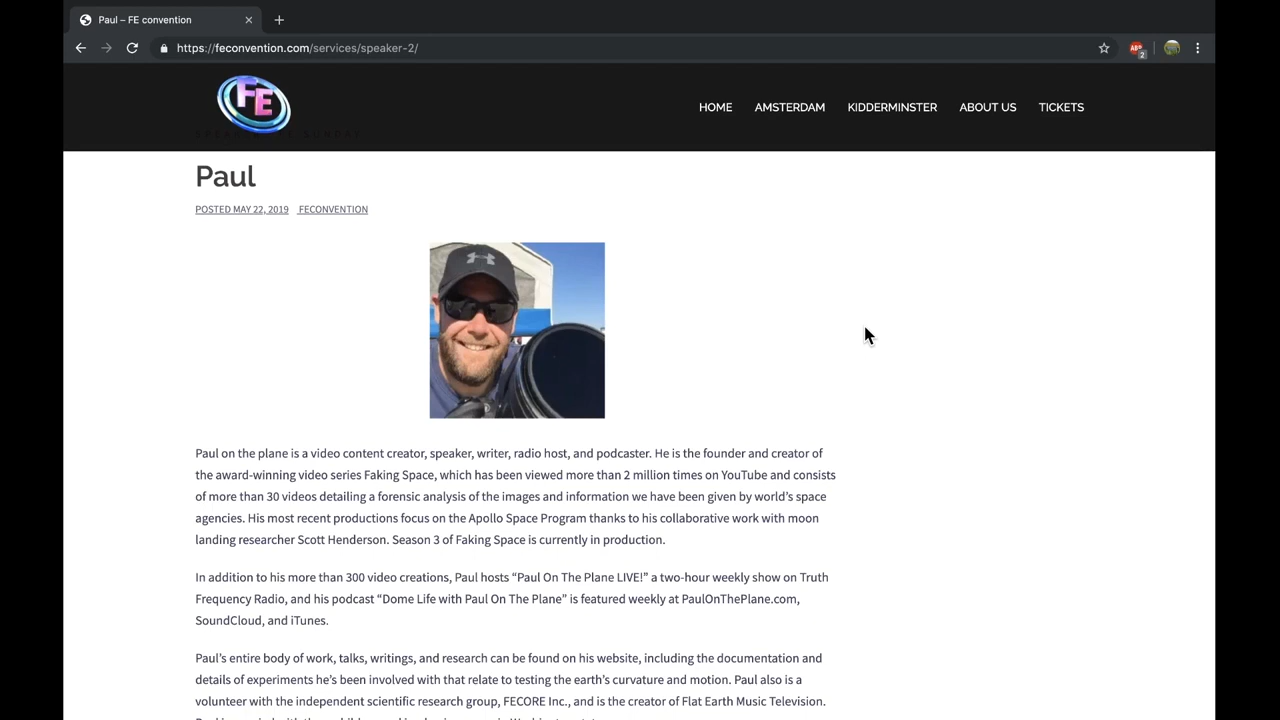 Paul – FE convention
https://feconvention.com/services/speaker-2/
ABP
2
FE
SPEAKING ON SUNDAY
HOME AMSTERDAM KIDDERMINSTER ABOUT US TICKETS
Paul
POSTED MAY 22, 2019 FECONVENTION
Paul on the plane is a video content creator, speaker, writer, radio host, and podcaster. He is the founder and creator of
the award-winning video series Faking Space, which has been viewed more than 2 million times on YouTube and consists
of more than 30 videos detailing a forensic analysis of the images and information we have been given by world’s space
agencies. His most recent productions focus on the Apollo Space Program thanks to his collaborative work with moon
landing researcher Scott Henderson. Season 3 of Faking Space is currently in production.
In addition to his more than 300 video creations, Paul hosts “Paul On The Plane LIVE!” a two-hour weekly show on Truth
Frequency Radio, and his podcast “Dome Life with Paul On The Plane” is featured weekly at PaulOnThePlane.com,
SoundCloud, and iTunes.
Paul’s entire body of work, talks, writings, and research can be found on his website, including the documentation and
details of experiments he’s been involved with that relate to testing the earth’s curvature and motion. Paul also is a
volunteer with the independent scientific research group, FECORE Inc., and is the creator of Flat Earth Music Television.